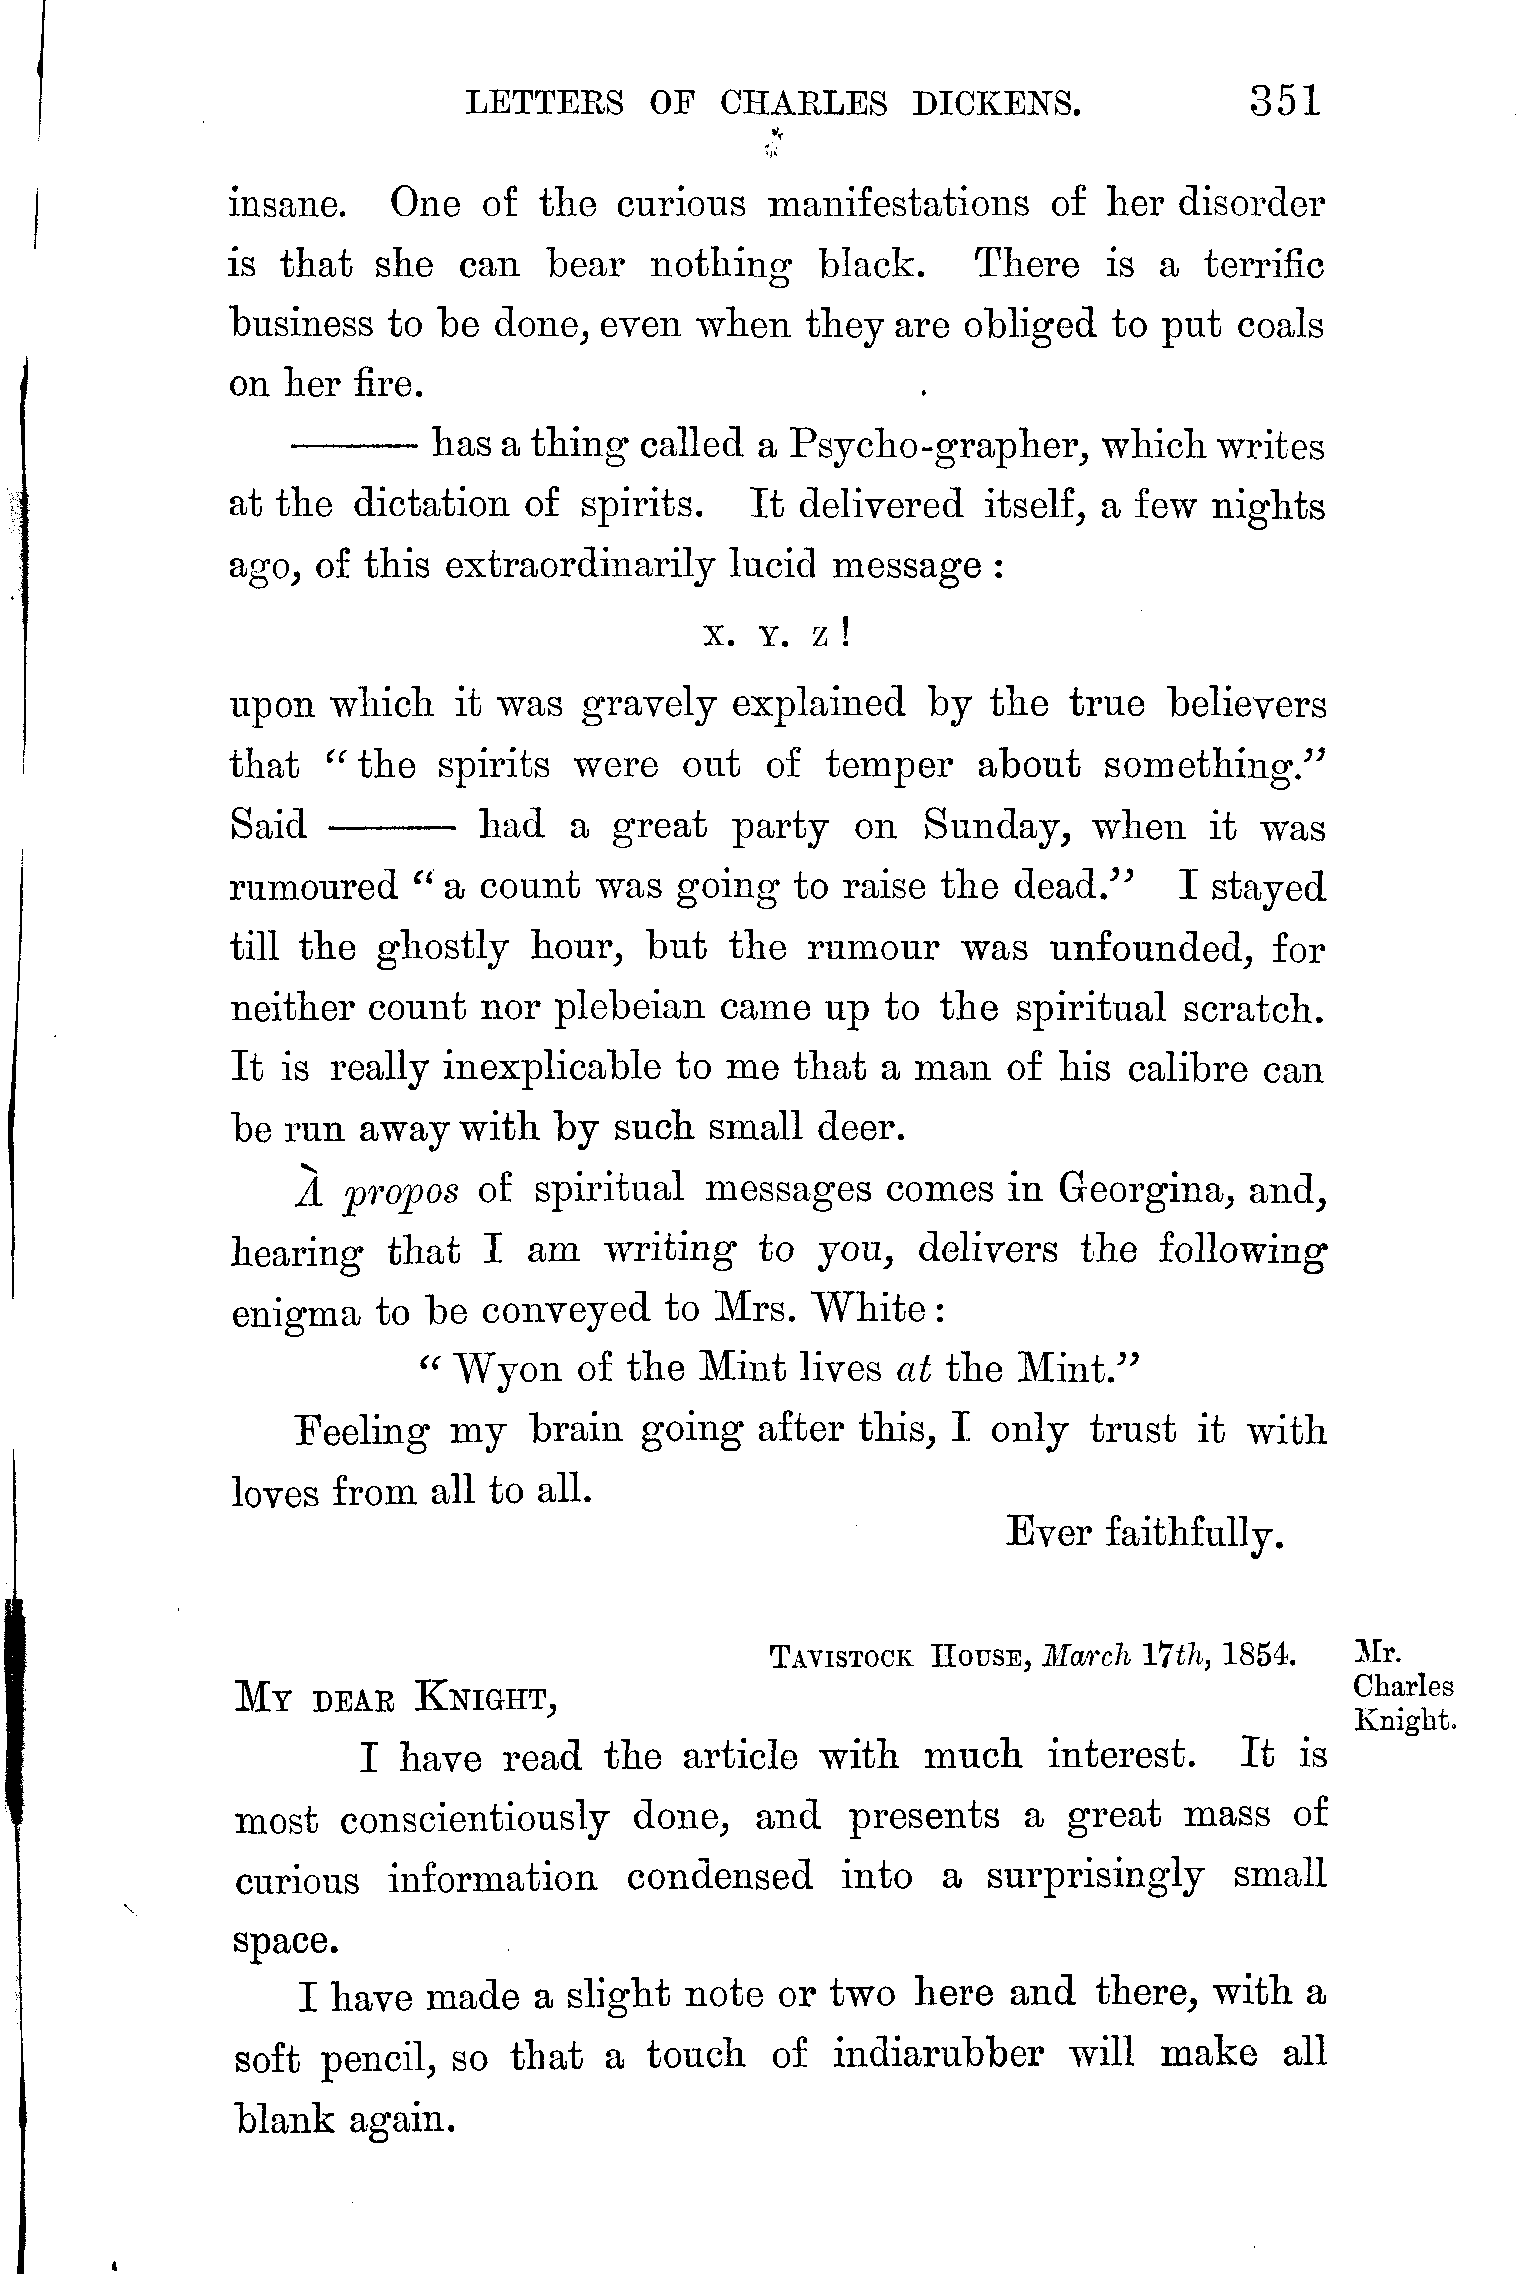 LETTERS OF CHARLES DICKENS. 351
insane. One of the curious manifestations of her disorder
is that she can bear nothing black. There is a terrific
business to be done, even when they are obliged to put coals
on her fire.
——— has a thing called a Psycho-grapher, which writes
at the dictation of spirits. It delivered itself, a few nights
ago, of this extraordinarily lucid message :
X. Y. Z !
upon which it was gravely explained by the true believers
that “ the spirits were out of temper about something.”
Said ——— had a great party on Sunday, when it was
rumoured “ a count was going to raise the dead.” I stayed
till the ghostly hour, but the rumour was unfounded, for
neither count nor plebeian came up to the spiritual scratch.
It is really inexplicable to me that a man of his calibre can
be run away with by such small deer.
À propos of spiritual messages comes in Georgina, and,
hearing that I am writing to you, delivers the following
enigma to be conveyed to Mrs. White :
“ Wyon of the Mint lives at the Mint.”
Feeling my brain going after this, I only trust it with
loves from all to all.
Ever faithfully.
TAVISTOCK HOUSE, March 17th, 1854.
Mr.
Charles
Knight.
MY DEAR KNIGHT,
I have read the article with much interest. It is
most conscientiously done, and presents a great mass of
curious information condensed into a surprisingly small
space.
I have made a slight note or two here and there, with a
soft pencil, so that a touch of indiarubber will make all
blank again.